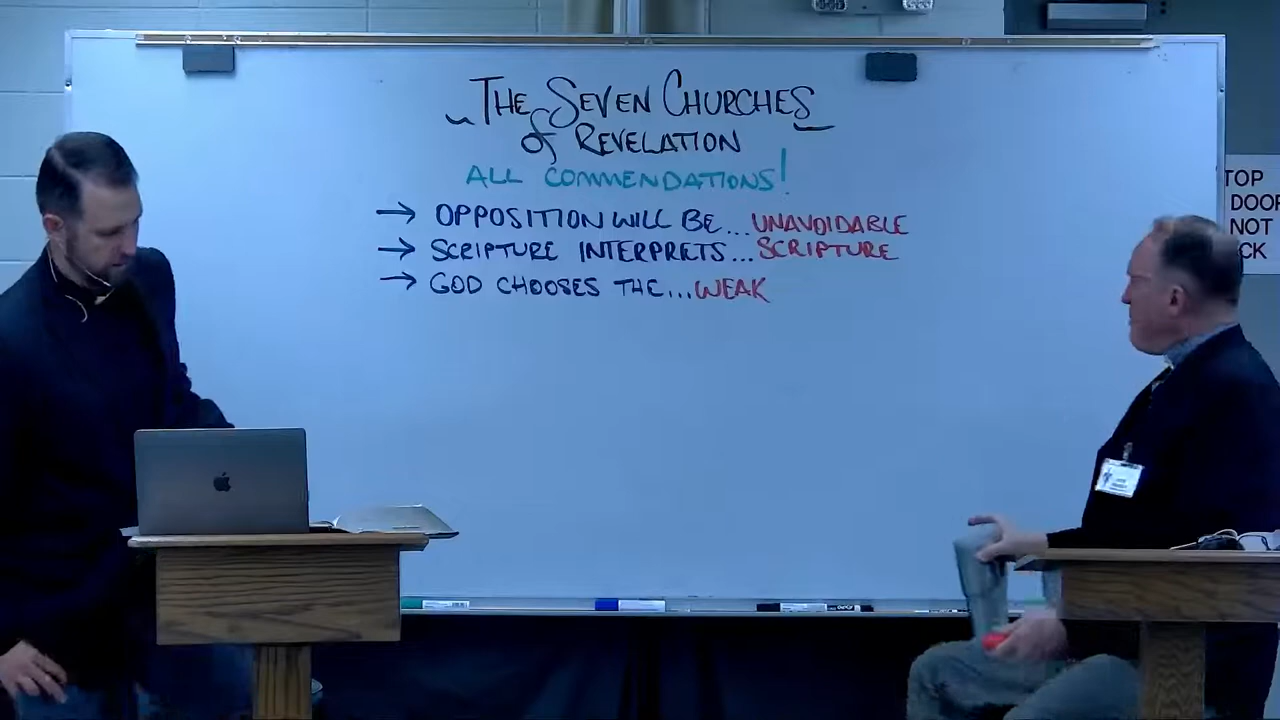 THE SEVEN CHURCHES
of REVELATION
ALL COMMENDATIONS!
→ OPPOSITION WILL BE...UNAVOIDABLE
→ SCRIPTURE INTERPRETS...SCRIPTURE
→ GOD CHOOSES THE...WEAK
TOP
DOOR
NOT
CK